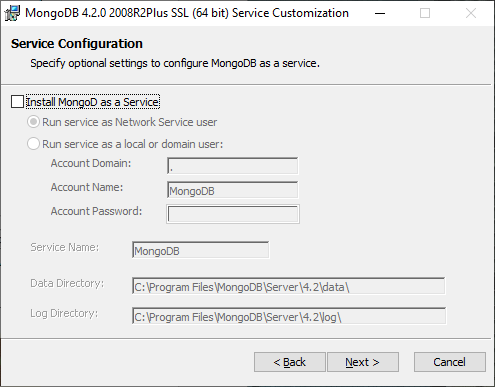 MongoDB 4.2.0 2008R2Plus SSL (64 bit) Service Customization
Service Configuration
Specify optional settings to configure MongoDB as a service.
Install MongoD as a Service
Run service as Network Service user
Run service as a local or domain user:
Account Domain: .
Account Name: MongoDB
Account Password:
Service Name: MongoDB
Data Directory: C:\Program Files\MongoDB\Server\4.2\data\
Log Directory: C:\Program Files\MongoDB\Server\4.2\log\
< Back Next > Cancel